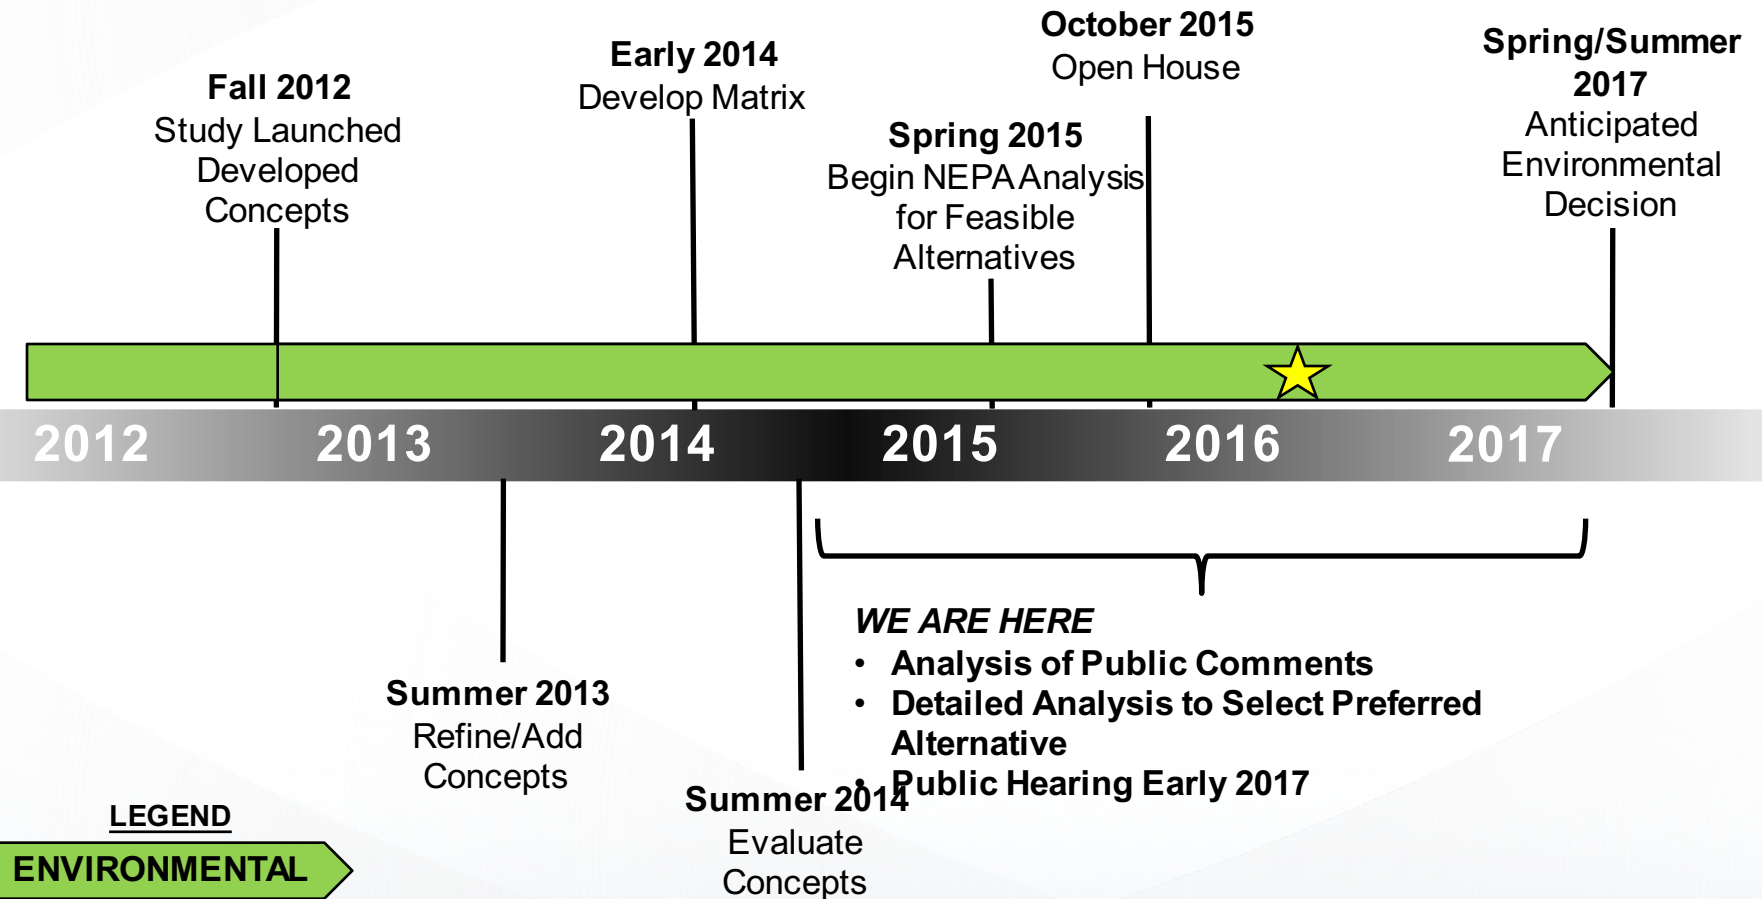 Fall 2012
Study Launched
Developed
Concepts
Early 2014
Develop Matrix
Spring 2015
Begin NEPA Analysis
for Feasible
Alternatives
October 2015
Open House
Spring/Summer
2017
Anticipated
Environmental
Decision
2012 2013 2014 2015 2016 2017
Summer 2013
Refine/Add
Concepts
Summer 2014
Evaluate
Concepts
WE ARE HERE
• Analysis of Public Comments
• Detailed Analysis to Select Preferred
Alternative
• Public Hearing Early 2017
LEGEND
ENVIRONMENTAL